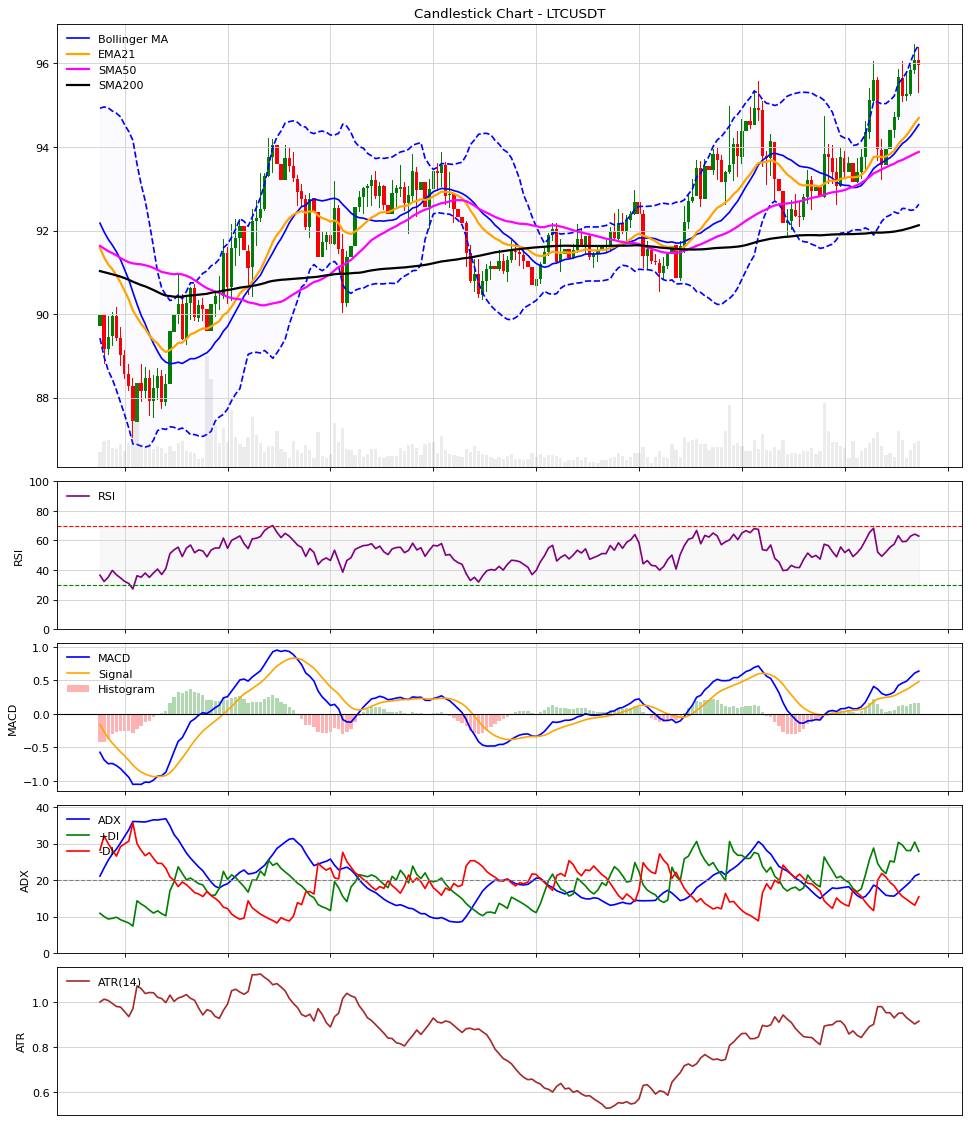 Candlestick Chart - LTCUSDT
Bollinger MA
EMA21
SMA50
SMA200
96
94
92
90
88
RSI
RSI
100
80
60
40
20
0
MACD
MACD
Signal
Histogram
1.0
0.5
0.0
−0.5
−1.0
ADX
ADX
+DI
-DI
40
30
20
10
0
ATR
ATR(14)
1.0
0.8
0.6